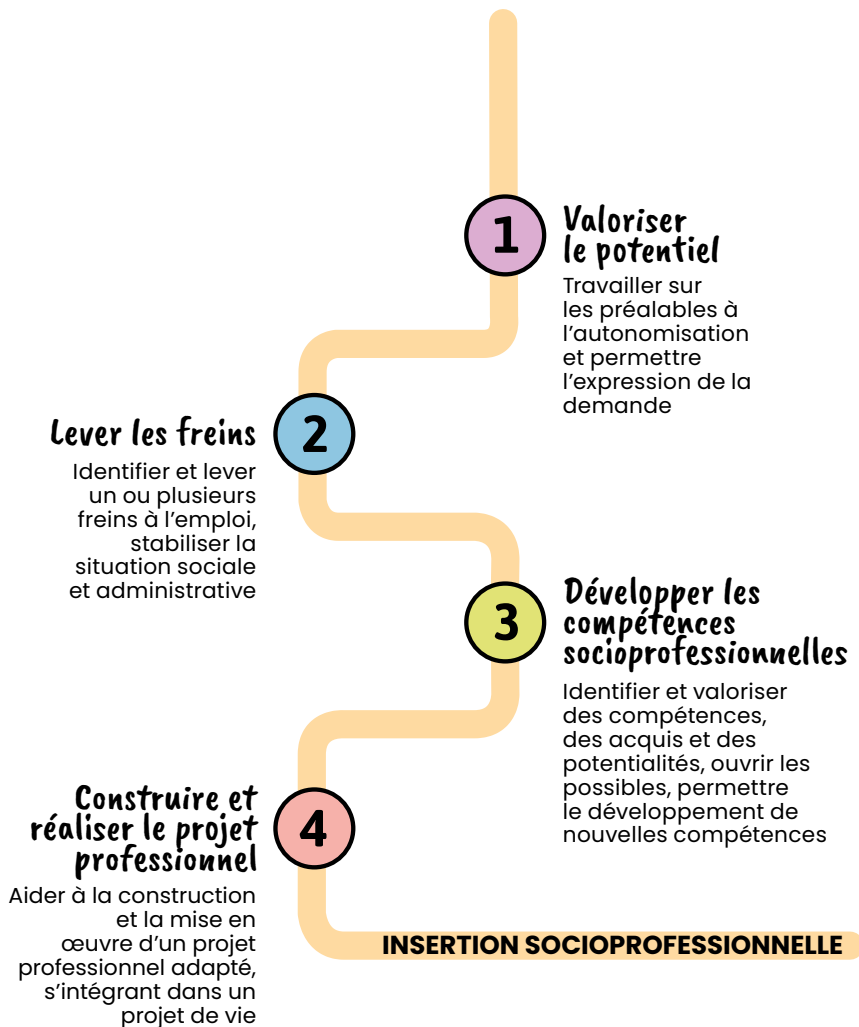 1
Valoriser
le potentiel
Travailler sur
les préalables à
l’autonomisation
et permettre
l’expression de la
demande
2
Lever les freins
Identifier et lever
un ou plusieurs
freins à l’emploi,
stabiliser la
situation sociale
et administrative
3
Développer les
compétences
socioprofessionnelles
Identifier et valoriser
des compétences,
des acquis et des
potentialités, ouvrir les
possibles, permettre
le développement de
nouvelles compétences
4
Construire et
réaliser le projet
professionnel
Aider à la construction
et la mise en
œuvre d’un projet
professionnel adapté,
s’intégrant dans un
projet de vie
INSERTION SOCIOPROFESSIONNELLE